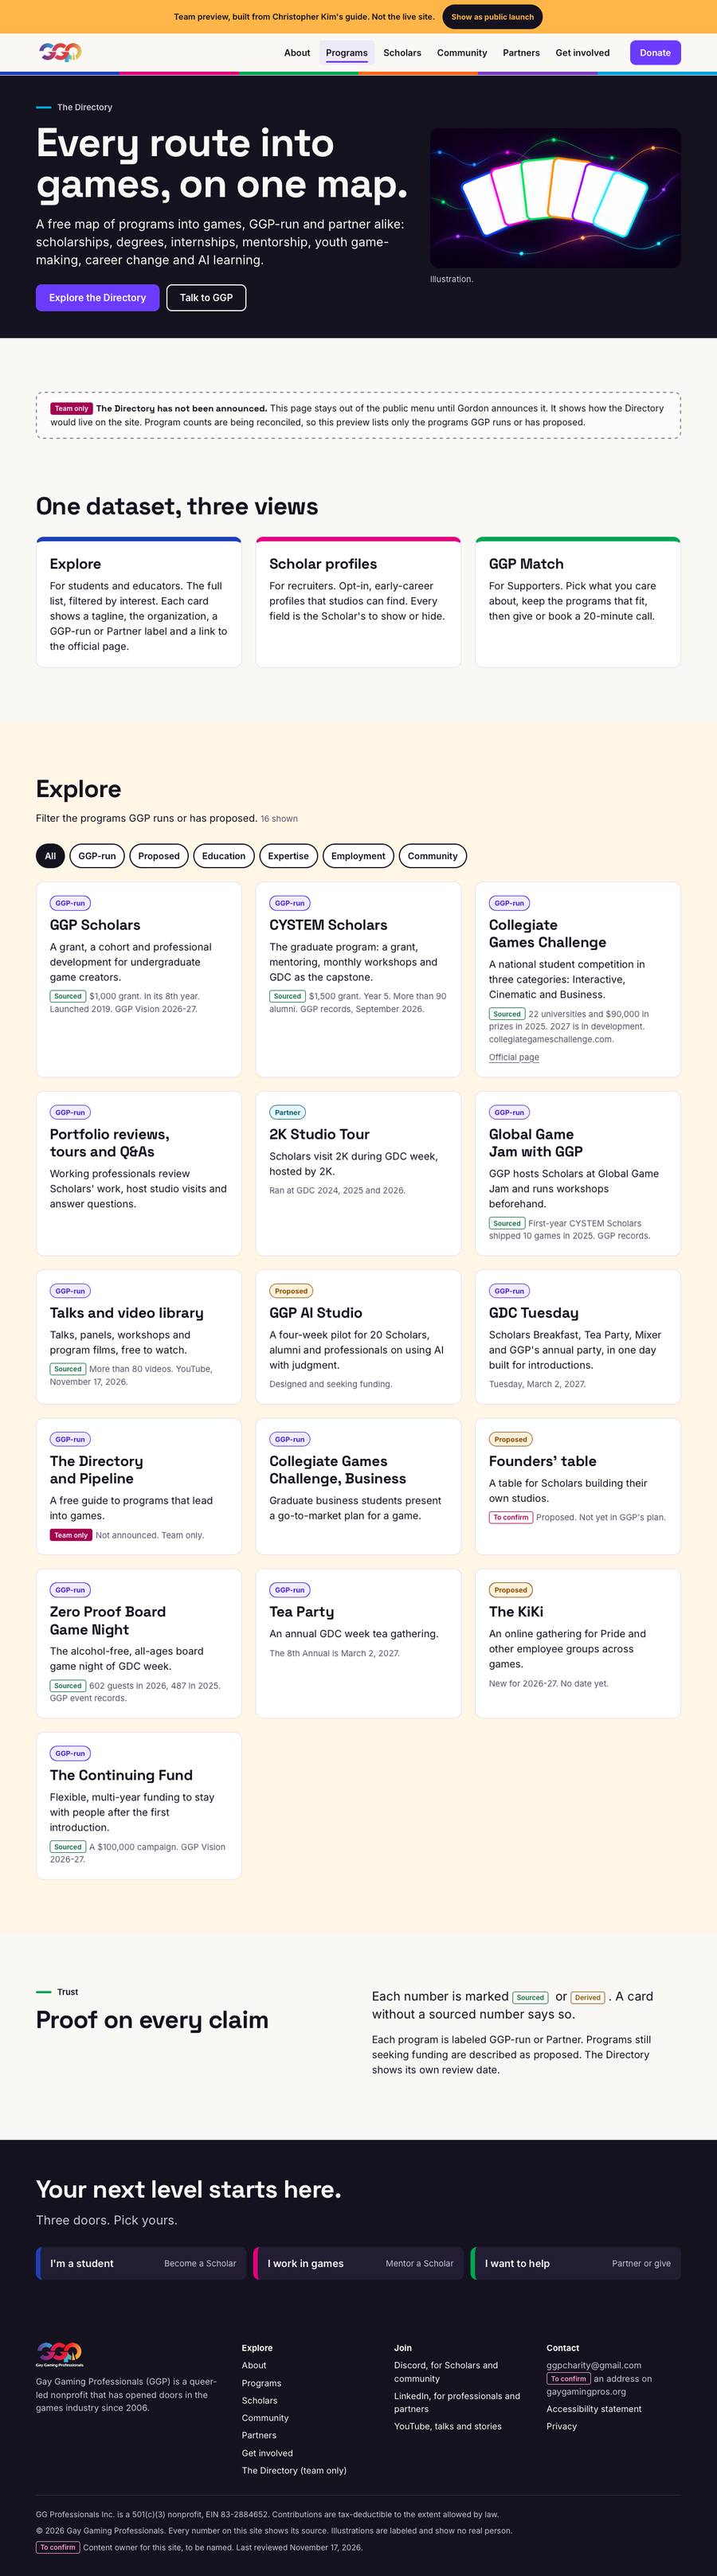 Team preview, built from Christopher Kim's guide. Not the live site. Show as public launch
GGP
About Programs Scholars Community Partners Get involved Donate
The Directory
Every route into
games, on one map.
A free map of programs into games, GGP-run and partner alike:
scholarships, degrees, internships, mentorship, youth game-
making, career change and AI learning.
Explore the Directory
Talk to GGP
Illustration.
Team only The Directory has not been announced. This page stays out of the public menu until Gordon announces it. It shows how the Directory
would live on the site. Program counts are being reconciled, so this preview lists only the programs GGP runs or has proposed.
One dataset, three views
Explore
For students and educators. The full
list, filtered by interest. Each card
shows a tagline, the organization, a
GGP-run or Partner label and a link to
the official page.
Scholar profiles
For recruiters. Opt-in, early-career
profiles that studios can find. Every
field is the Scholar's to show or hide.
GGP Match
For Supporters. Pick what you care
about, keep the programs that fit,
then give or book a 20-minute call.
Explore
Filter the programs GGP runs or has proposed. 16 shown
All GGP-run Proposed Education Expertise Employment Community
GGP-run
GGP Scholars
A grant, a cohort and professional
development for undergraduate
game creators.
Sourced $1,000 grant. In its 8th year.
Launched 2019. GGP Vision 2026-27.
GGP-run
CYSTEM Scholars
The graduate program: a grant,
mentoring, monthly workshops and
GDC as the capstone.
Sourced $1,500 grant. Year 5. More than 90
alumni. GGP records, September 2026.
GGP-run
Collegiate
Games Challenge
A national student competition in
three categories: Interactive,
Cinematic and Business.
Sourced 22 universities and $90,000 in
prizes in 2025. 2027 is in development.
collegiategameschallenge.com.
Official page
GGP-run
Portfolio reviews,
tours and Q&As
Working professionals review
Scholars' work, host studio visits and
answer questions.
Partner
2K Studio Tour
Scholars visit 2K during GDC week,
hosted by 2K.
Ran at GDC 2024, 2025 and 2026.
GGP-run
Global Game
Jam with GGP
GGP hosts Scholars at Global Game
Jam and runs workshops
beforehand.
Sourced First-year CYSTEM Scholars
shipped 10 games in 2025. GGP records.
GGP-run
Talks and video library
Talks, panels, workshops and
program films, free to watch.
Sourced More than 80 videos. YouTube,
November 17, 2026.
Proposed
GGP AI Studio
A four-week pilot for 20 Scholars,
alumni and professionals on using AI
with judgment.
Designed and seeking funding.
GGP-run
GDC Tuesday
Scholars Breakfast, Tea Party, Mixer
and GGP's annual party, in one day
built for introductions.
Tuesday, March 2, 2027.
GGP-run
The Directory
and Pipeline
A free guide to programs that lead
into games.
Team only Not announced. Team only.
GGP-run
Collegiate Games
Challenge, Business
Graduate business students present
a go-to-market plan for a game.
Proposed
Founders' table
A table for Scholars building their
own studios.
To confirm Proposed. Not yet in GGP's plan.
GGP-run
Zero Proof Board
Game Night
The alcohol-free, all-ages board
game night of GDC week.
Sourced 602 guests in 2026, 487 in 2025.
GGP event records.
GGP-run
Tea Party
An annual GDC week tea gathering.
The 8th Annual is March 2, 2027.
Proposed
The KiKi
An online gathering for Pride and
other employee groups across
games.
New for 2026-27. No date yet.
GGP-run
The Continuing Fund
Flexible, multi-year funding to stay
with people after the first
introduction.
Sourced A $100,000 campaign. GGP Vision
2026-27.
Trust
Proof on every claim
Each number is marked Sourced or Derived . A card
without a sourced number says so.
Each program is labeled GGP-run or Partner. Programs still
seeking funding are described as proposed. The Directory
shows its own review date.
Your next level starts here.
Three doors. Pick yours.
I'm a student Become a Scholar
I work in games Mentor a Scholar
I want to help Partner or give
GGP
Gay Gaming Professionals
Gay Gaming Professionals (GGP) is a queer-
led nonprofit that has opened doors in the
games industry since 2006.
Explore
About
Programs
Scholars
Community
Partners
Get involved
The Directory (team only)
Join
Discord, for Scholars and
community
LinkedIn, for professionals and
partners
YouTube, talks and stories
Contact
ggpcharity@gmail.com
To confirm an address on
gaygamingpros.org
Accessibility statement
Privacy
GG Professionals Inc. is a 501(c)(3) nonprofit, EIN 83-2884652. Contributions are tax-deductible to the extent allowed by law.
© 2026 Gay Gaming Professionals. Every number on this site shows its source. Illustrations are labeled and show no real person.
To confirm Content owner for this site, to be named. Last reviewed November 17, 2026.